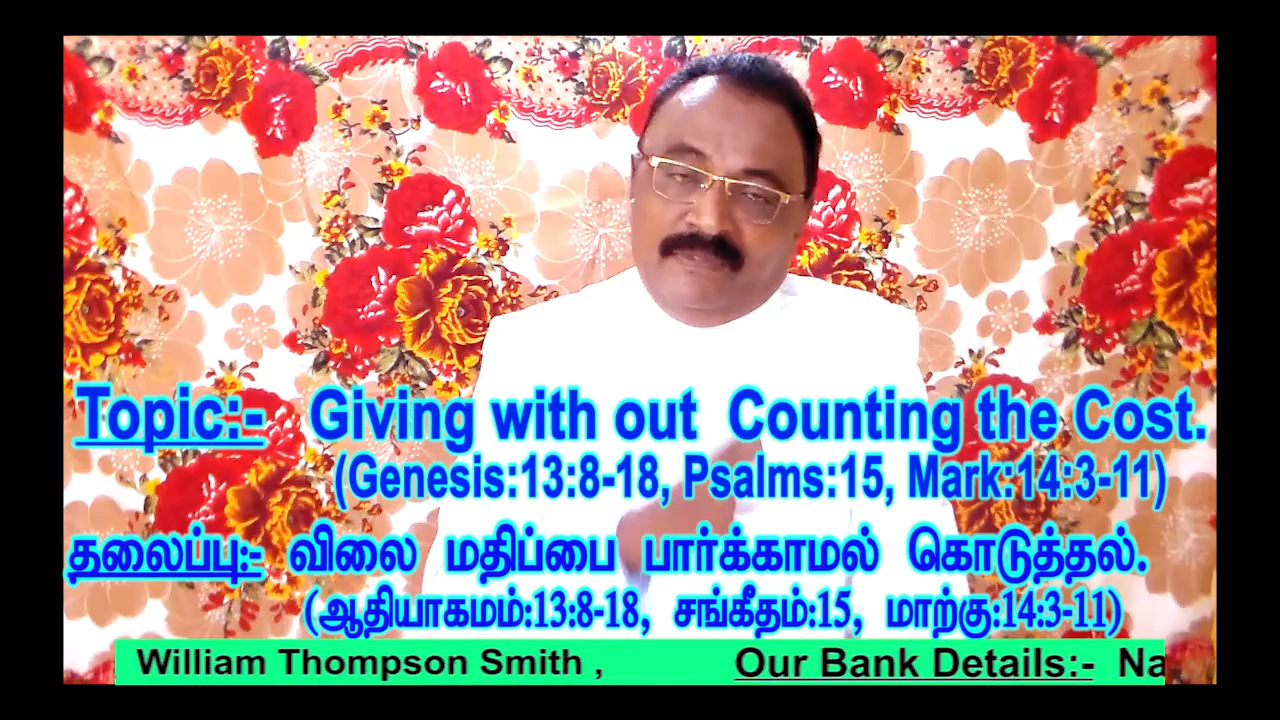 Topic:- Giving with out Counting the Cost.
(Genesis:13:8-18, Psalms:15, Mark:14:3-11)
தலைப்பு:- விலை மதிப்பை பார்க்காமல் கொடுத்தல்.
(ஆதியாகமம்:13:8-18, சங்கீதம்:15, மாற்கு:14:3-11)
William Thompson Smith , Our Bank Details:- Na